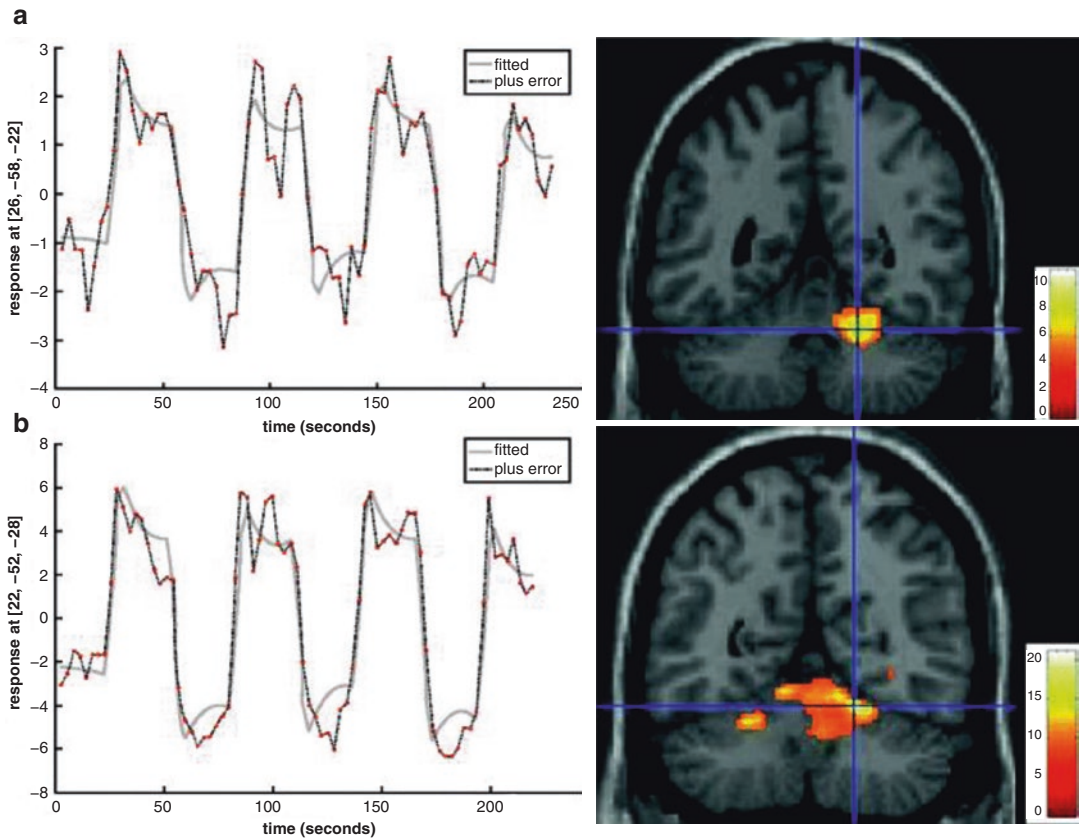 a
3
2
1
0
−1
−2
−3
−4
response at [26, −58, −22]
fitted
plus error
0 50 100 150 200 250
time (seconds)
10
8
6
4
2
0
b
8
6
4
2
0
−2
−4
−6
−8
response at [22, −52, −28]
fitted
plus error
0 50 100 150 200
time (seconds)
20
15
10
5
0